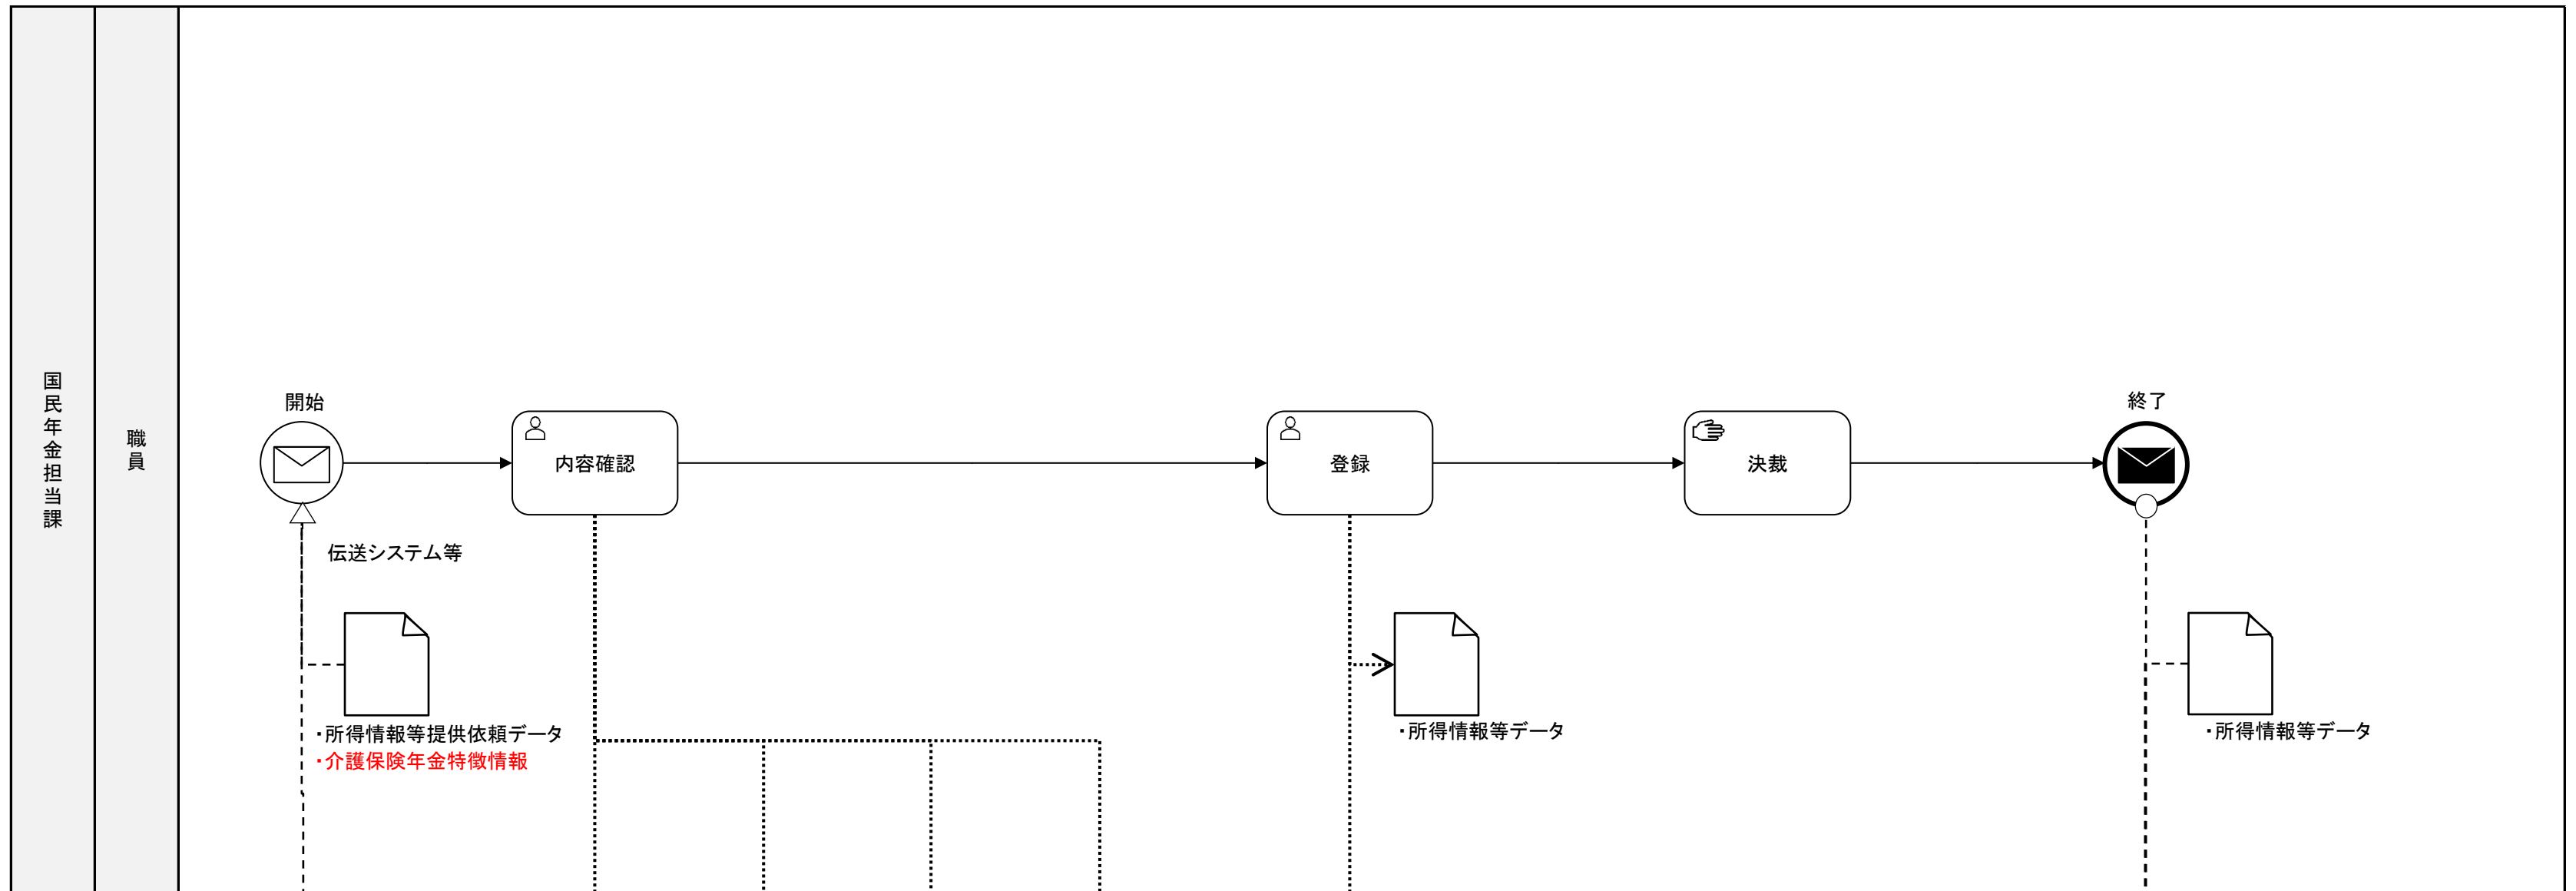 国民年金担当課
職員
開始
内容確認
登録
決裁
終了
伝送システム等
・所得情報等提供依頼データ
・介護保険年金特徴情報
・所得情報等データ
・所得情報等データ